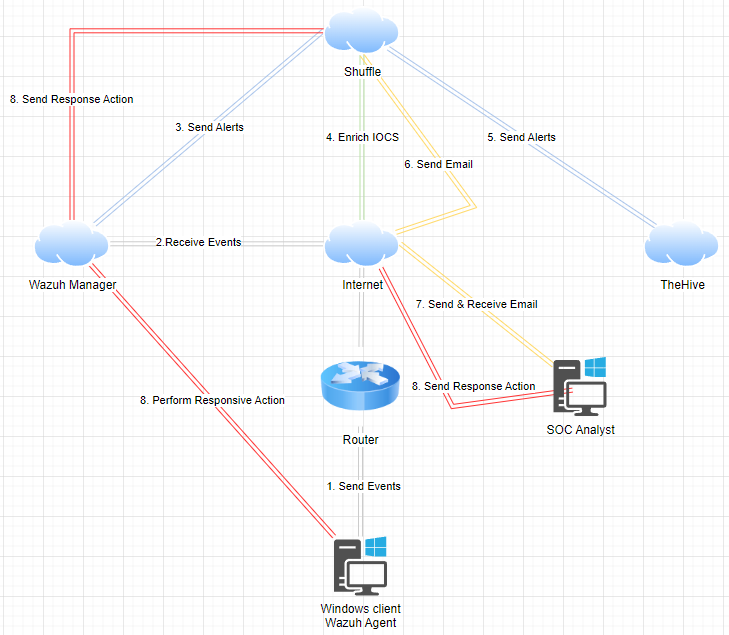 Shuffle
8. Send Response Action
3. Send Alerts
4. Enrich IOCS
5. Send Alerts
6. Send Email
2.Receive Events
Wazuh Manager
Internet
TheHive
7. Send & Receive Email
8. Send Response Action
8. Perform Responsive Action
SOC Analyst
Router
1. Send Events
Windows client
Wazuh Agent